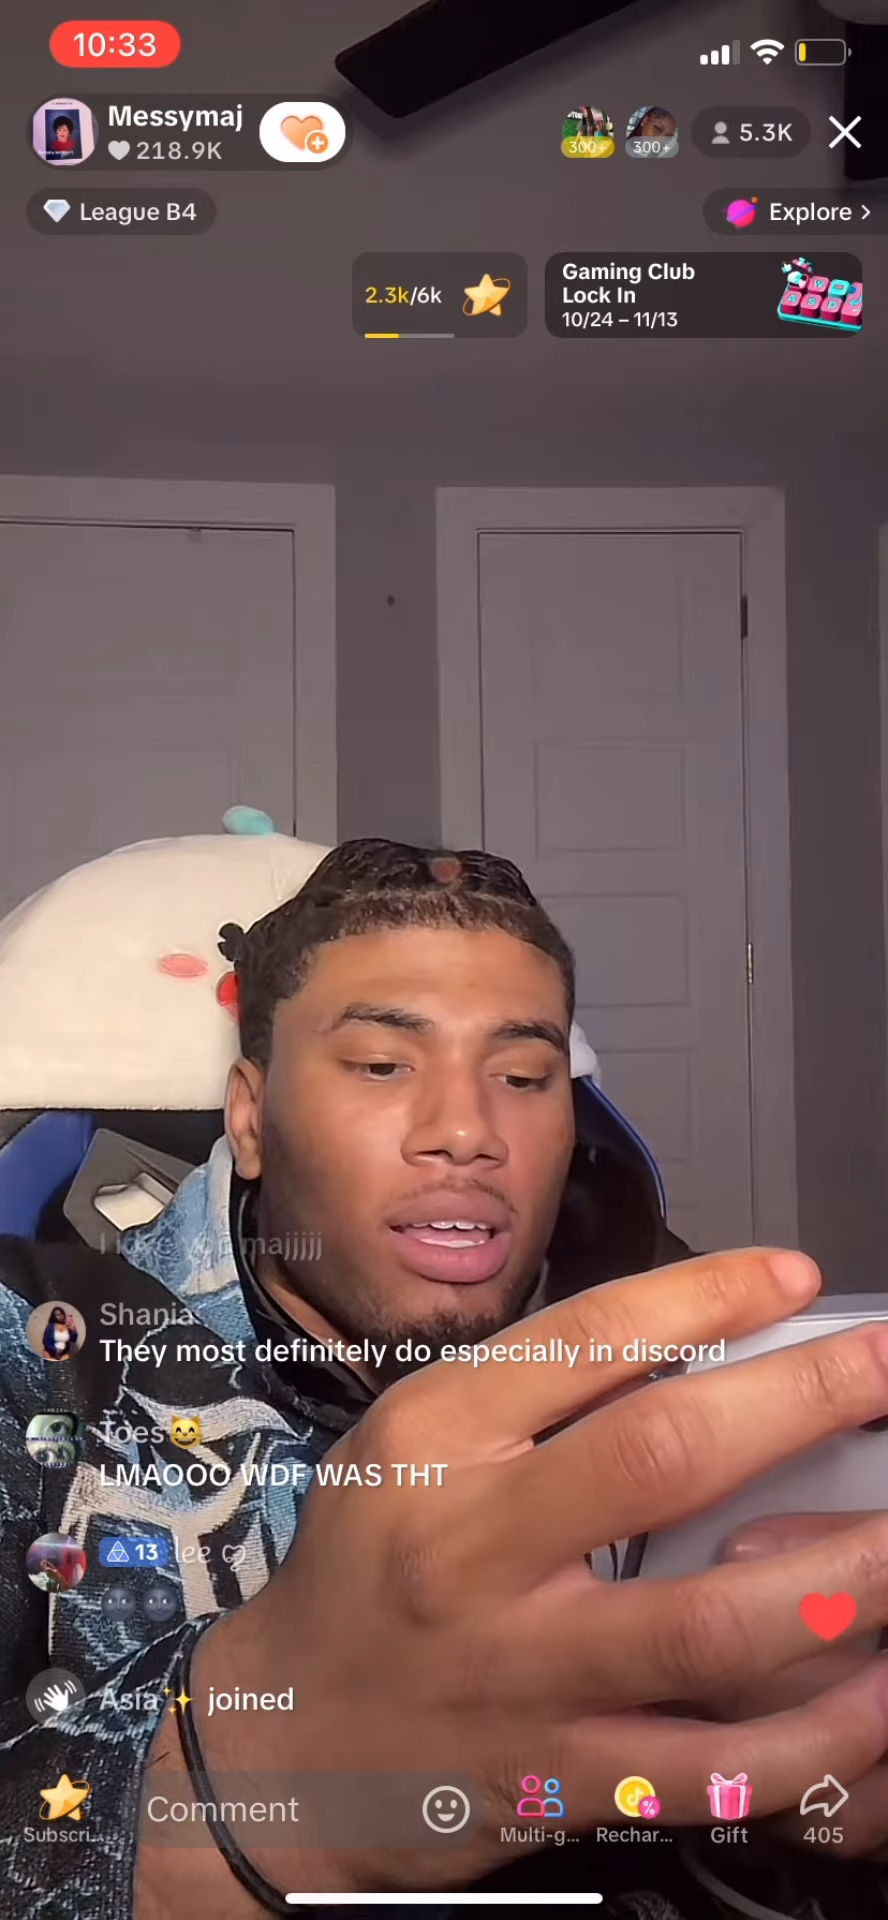 10:33
Messymaj
218.9K
300+
300+
5.3K
League B4
Explore >
2.3k/6k
Gaming Club
Lock In
10/24 – 11/13
majjjjj
Shania
They most definitely do especially in discord
Toes😸
LMAOOO WDF WAS THT
13 lee ღ
🌚🌚
Asia✨ joined
Subscri...
Comment
Multi-g...
Rechar...
Gift
405